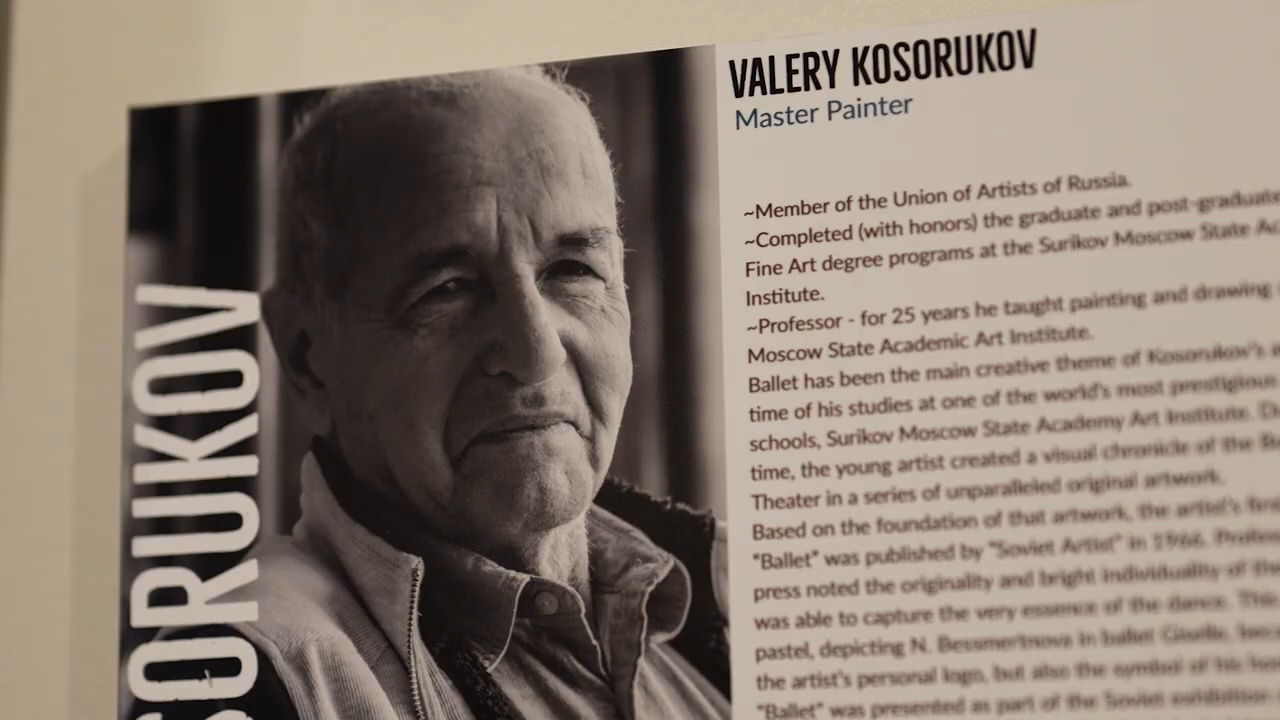 VALERY KOSORUKOV
Master Painter
~Member of the Union of Artists of Russia.
~Completed (with honors) the graduate and post-graduate
Fine Art degree programs at the Surikov Moscow State
Institute.
~Professor - for 25 years he taught painting and drawing
Moscow State Academic Art Institute.
Ballet has been the main creative theme of Kosorukov's
time of his studies at one of the world's most prestigious
schools, Surikov Moscow State Academy Art Institute.
time, the young artist created a visual chronicle of the
Theater in a series of unparalleled original artwork.
Based on the foundation of that artwork, the artist's
"Ballet" was published by "Soviet Artist" in 1966.
press noted the originality and bright individuality of the
was able to capture the very essence of the dance. This
pastel, depicting N. Bessmertnova in ballet Giselle,
the artist's personal logo, but also the symbol of his
"Ballet" was presented as part of the Soviet exhibition
SORUKOV